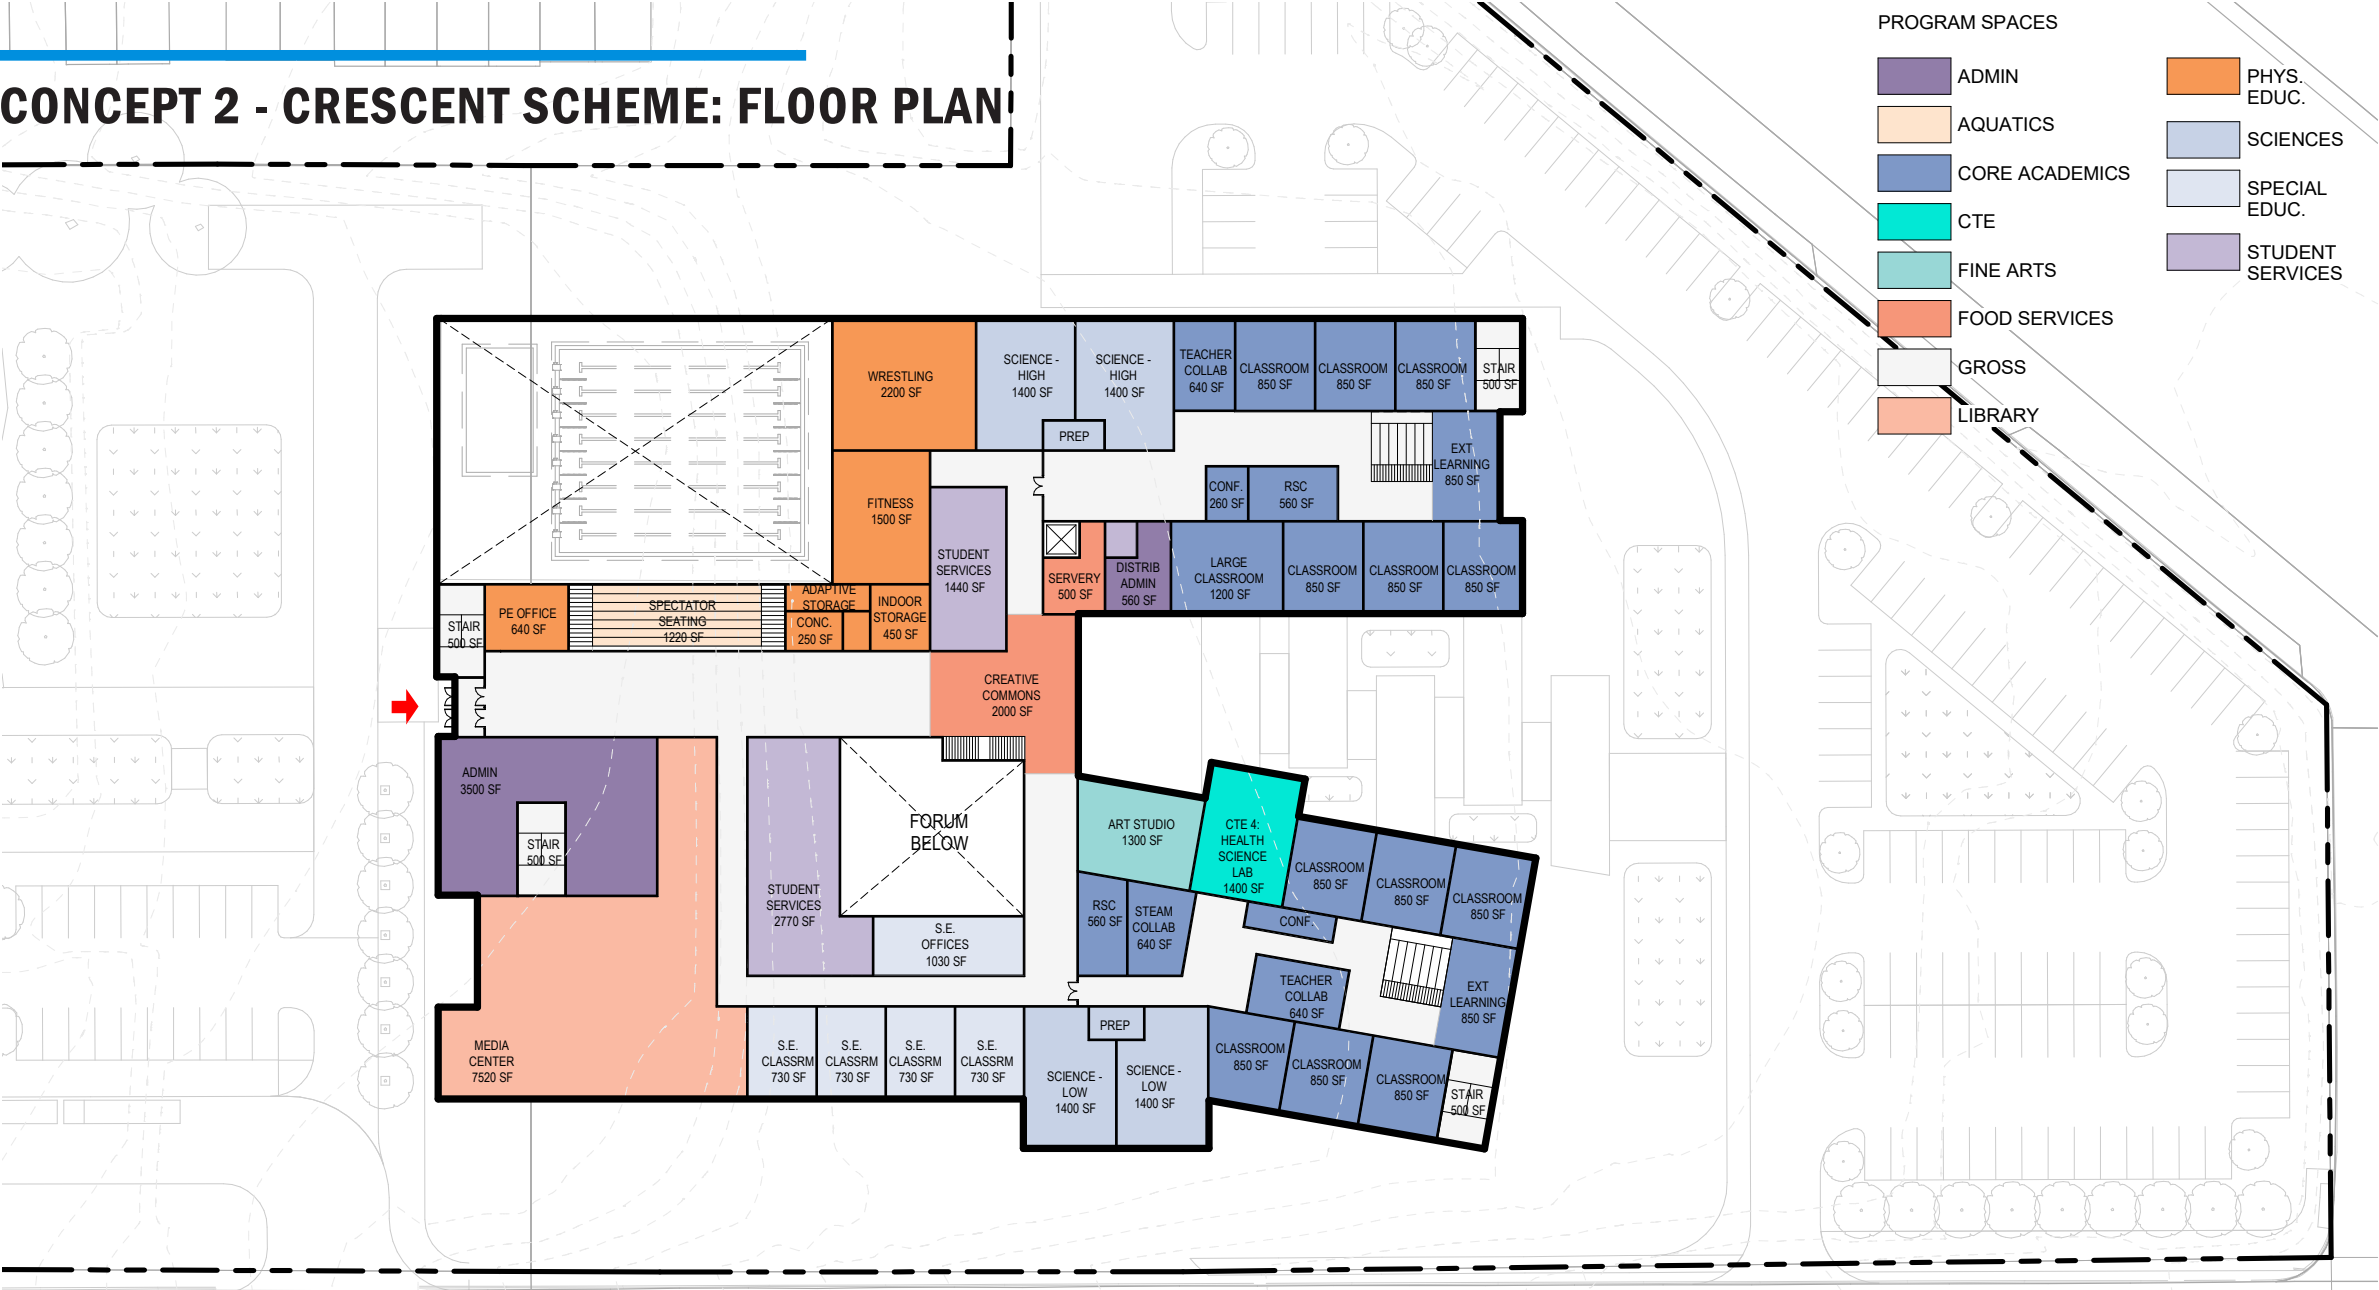 CONCEPT 2 - CRESCENT SCHEME: FLOOR PLAN
PROGRAM SPACES
ADMIN
AQUATICS
CORE ACADEMICS
CTE
FINE ARTS
FOOD SERVICES
GROSS
LIBRARY
PHYS.
EDUC.
SCIENCES
SPECIAL
EDUC.
STUDENT
SERVICES
WRESTLING
2200 SF
SCIENCE -
HIGH
1400 SF
SCIENCE -
HIGH
1400 SF
PREP
TEACHER
COLLAB
640 SF
CLASSROOM
850 SF
CLASSROOM
850 SF
CLASSROOM
850 SF
STAIR
500 SF
EXT
LEARNING
850 SF
CONF.
260 SF
RSC
560 SF
FITNESS
1500 SF
STUDENT
SERVICES
1440 SF
SERVERY
500 SF
DISTRIB
ADMIN
560 SF
LARGE
CLASSROOM
1200 SF
CLASSROOM
850 SF
CLASSROOM
850 SF
CLASSROOM
850 SF
STAIR
500 SF
PE OFFICE
640 SF
SPECTATOR
SEATING
1220 SF
ADAPTIVE
STORAGE
CONC.
250 SF
INDOOR
STORAGE
450 SF
CREATIVE
COMMONS
2000 SF
ADMIN
3500 SF
STAIR
500 SF
FORUM
BELOW
STUDENT
SERVICES
2770 SF
S.E.
OFFICES
1030 SF
ART STUDIO
1300 SF
CTE 4:
HEALTH
SCIENCE
LAB
1400 SF
CLASSROOM
850 SF
CLASSROOM
850 SF
CLASSROOM
850 SF
RSC
560 SF
STEAM
COLLAB
640 SF
CONF.
TEACHER
COLLAB
640 SF
EXT
LEARNING
850 SF
MEDIA
CENTER
7520 SF
S.E.
CLASSRM
730 SF
S.E.
CLASSRM
730 SF
S.E.
CLASSRM
730 SF
S.E.
CLASSRM
730 SF
PREP
SCIENCE -
LOW
1400 SF
SCIENCE -
LOW
1400 SF
CLASSROOM
850 SF
CLASSROOM
850 SF
CLASSROOM
850 SF
STAIR
500 SF